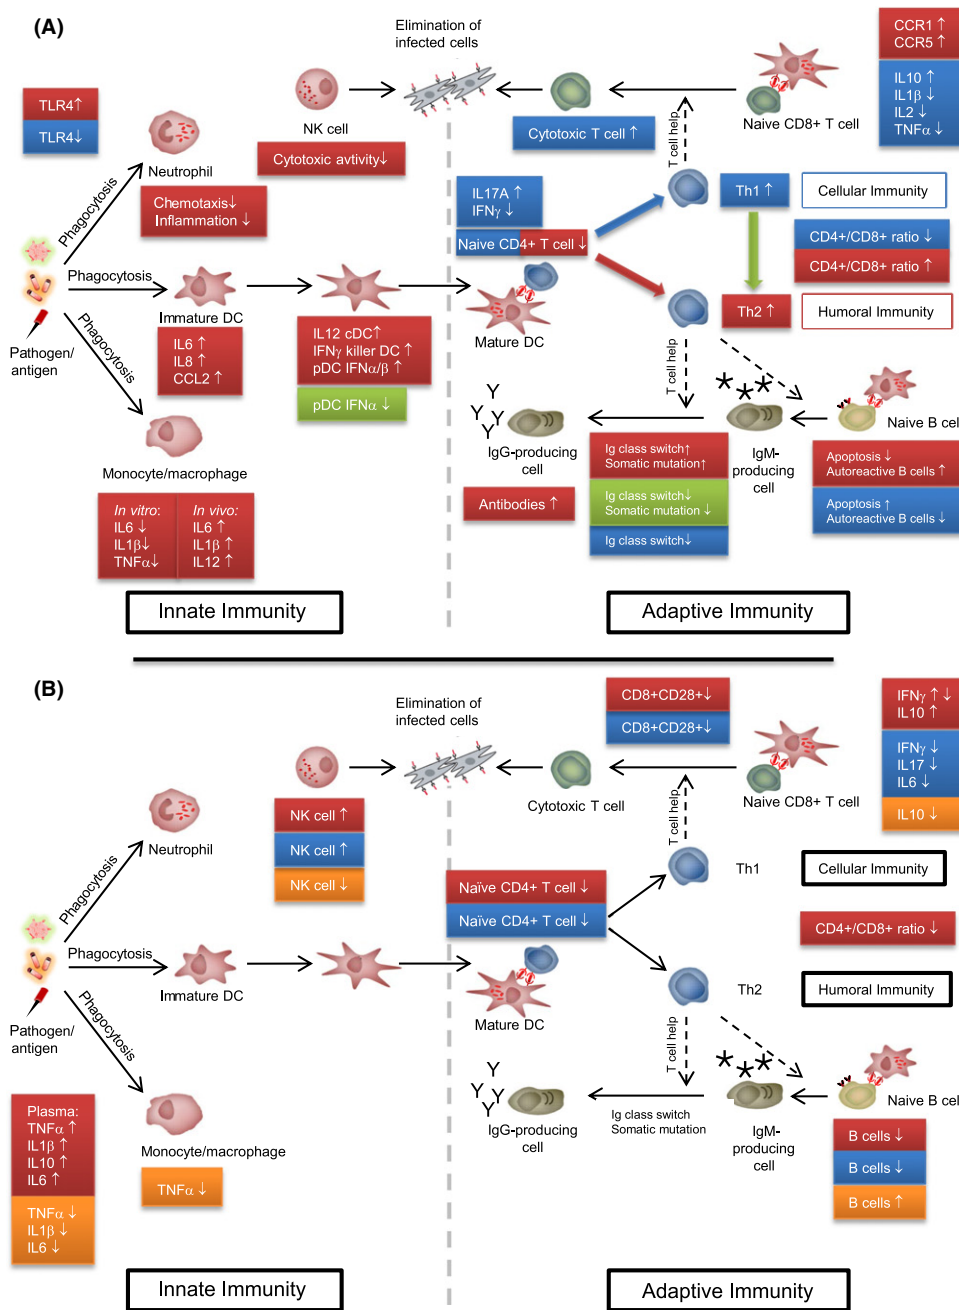 (A)
Elimination of
infected cells
CCR1 ↑
CCR5 ↑
IL10 ↑
IL1β ↓
IL2 ↓
TNFα ↓
TLR4↑
TLR4↓
NK cell
Cytotoxic avtivity↓
Cytotoxic T cell ↑
Naive CD8+ T cell
T cell help
Phagocytosis
Neutrophil
Chemotaxis↓
Inflammation ↓
IL17A ↑
IFNγ ↓
Naive CD4+ T cell ↓
Th1 ↑
Cellular Immunity
CD4+/CD8+ ratio ↓
CD4+/CD8+ ratio ↑
Th2 ↑
Humoral Immunity
Phagocytosis
Immature DC
Mature DC
Pathogen/
antigen
IL6 ↑
IL8 ↑
CCL2 ↑
IL12 cDC↑
IFNγ killer DC ↑
pDC IFNα/β ↑
pDC IFNα ↓
Phagocytosis
Monocyte/macrophage
In vitro:
IL6 ↓
IL1β↓
TNFα↓
In vivo:
IL6 ↑
IL1β ↑
IL12 ↑
T cell help
Y
Y
Y Y
Y
IgG-producing
cell
IgM-
producing
cell
Naive B cell
Antibodies ↑
Ig class switch↑
Somatic mutation↑
Ig class switch↓
Somatic mutation ↓
Ig class switch↓
Apoptosis ↓
Autoreactive B cells ↑
Apoptosis ↑
Autoreactive B cells ↓
Innate Immunity
Adaptive Immunity
(B)
Elimination of
infected cells
CD8+CD28+↓
CD8+CD28+↓
IFNγ ↑ ↓
IL10 ↑
IFNγ ↓
IL17 ↓
IL6 ↓
IL10 ↓
Cytotoxic T cell
Naive CD8+ T cell
NK cell ↑
NK cell ↑
NK cell ↓
T cell help
Phagocytosis
Neutrophil
Naïve CD4+ T cell ↓
Naïve CD4+ T cell ↓
Th1
Cellular Immunity
CD4+/CD8+ ratio ↓
Th2
Humoral Immunity
Phagocytosis
Immature DC
Mature DC
Pathogen/
antigen
Phagocytosis
Monocyte/macrophage
TNFα ↓
Plasma:
TNFα ↑
IL1β ↑
IL10 ↑
IL6 ↑
TNFα ↓
IL1β ↓
IL6 ↓
T cell help
Y
Y
Y Y
Y
IgG-producing
cell
Ig class switch
Somatic mutation
IgM-
producing
cell
Naive B cell
B cells ↓
B cells ↓
B cells ↑
Innate Immunity
Adaptive Immunity